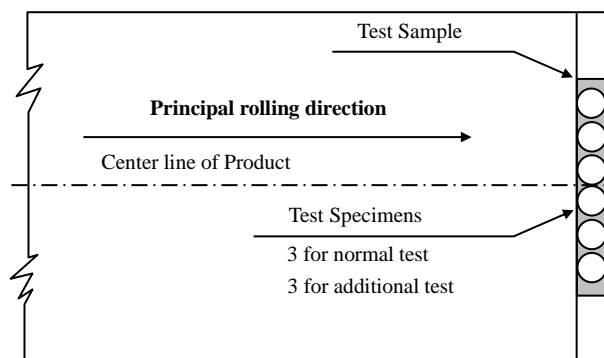 Test Sample
Principal rolling direction
Center line of Product
Test Specimens
3 for normal test
3 for additional test